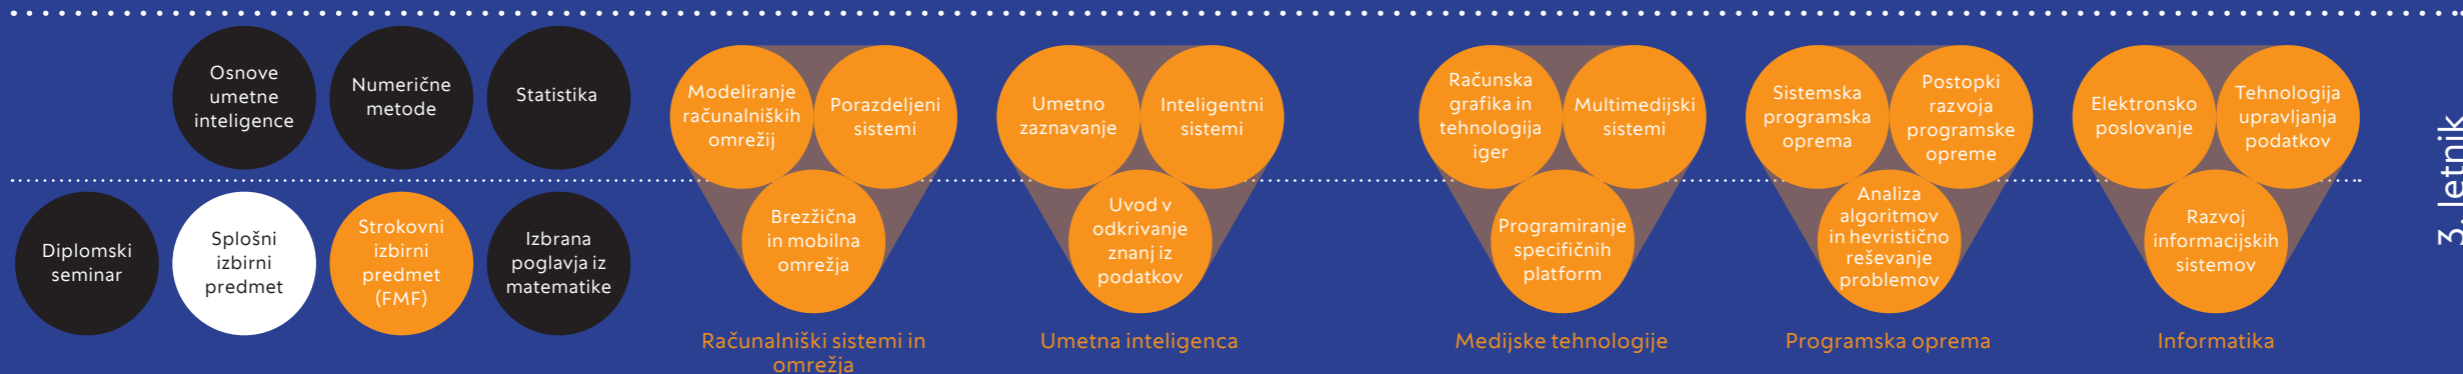 Osnove
umetne
inteligence
Numerične
metode
Statistika
Modeliranje
računalniških
omrežij
Porazdeljeni
sistemi
Umetno
zaznavanje
Inteligentni
sistemi
Računska
grafika in
tehnologija
iger
Multimedijski
sistemi
Sistemska
programska
oprema
Postopki
razvoja
programske
opreme
Elektronsko
poslovanje
Tehnologija
upravljanja
podatkov
3. letnik
Diplomski
seminar
Splošni
izbirni
predmet
Strokovni
izbirni
predmet
(FMF)
Izbrana
poglavja iz
matematike
Brezžična
in mobilna
omrežja
Uvod v
odkrivanje
znanj iz
podatkov
Programiranje
specifičnih
platform
Analiza
algoritmov
in hevristično
reševanje
problemov
Razvoj
informacijskih
sistemov
Računalniški sistemi in
omrežja
Umetna inteligenca
Medijske tehnologije
Programska oprema
Informatika